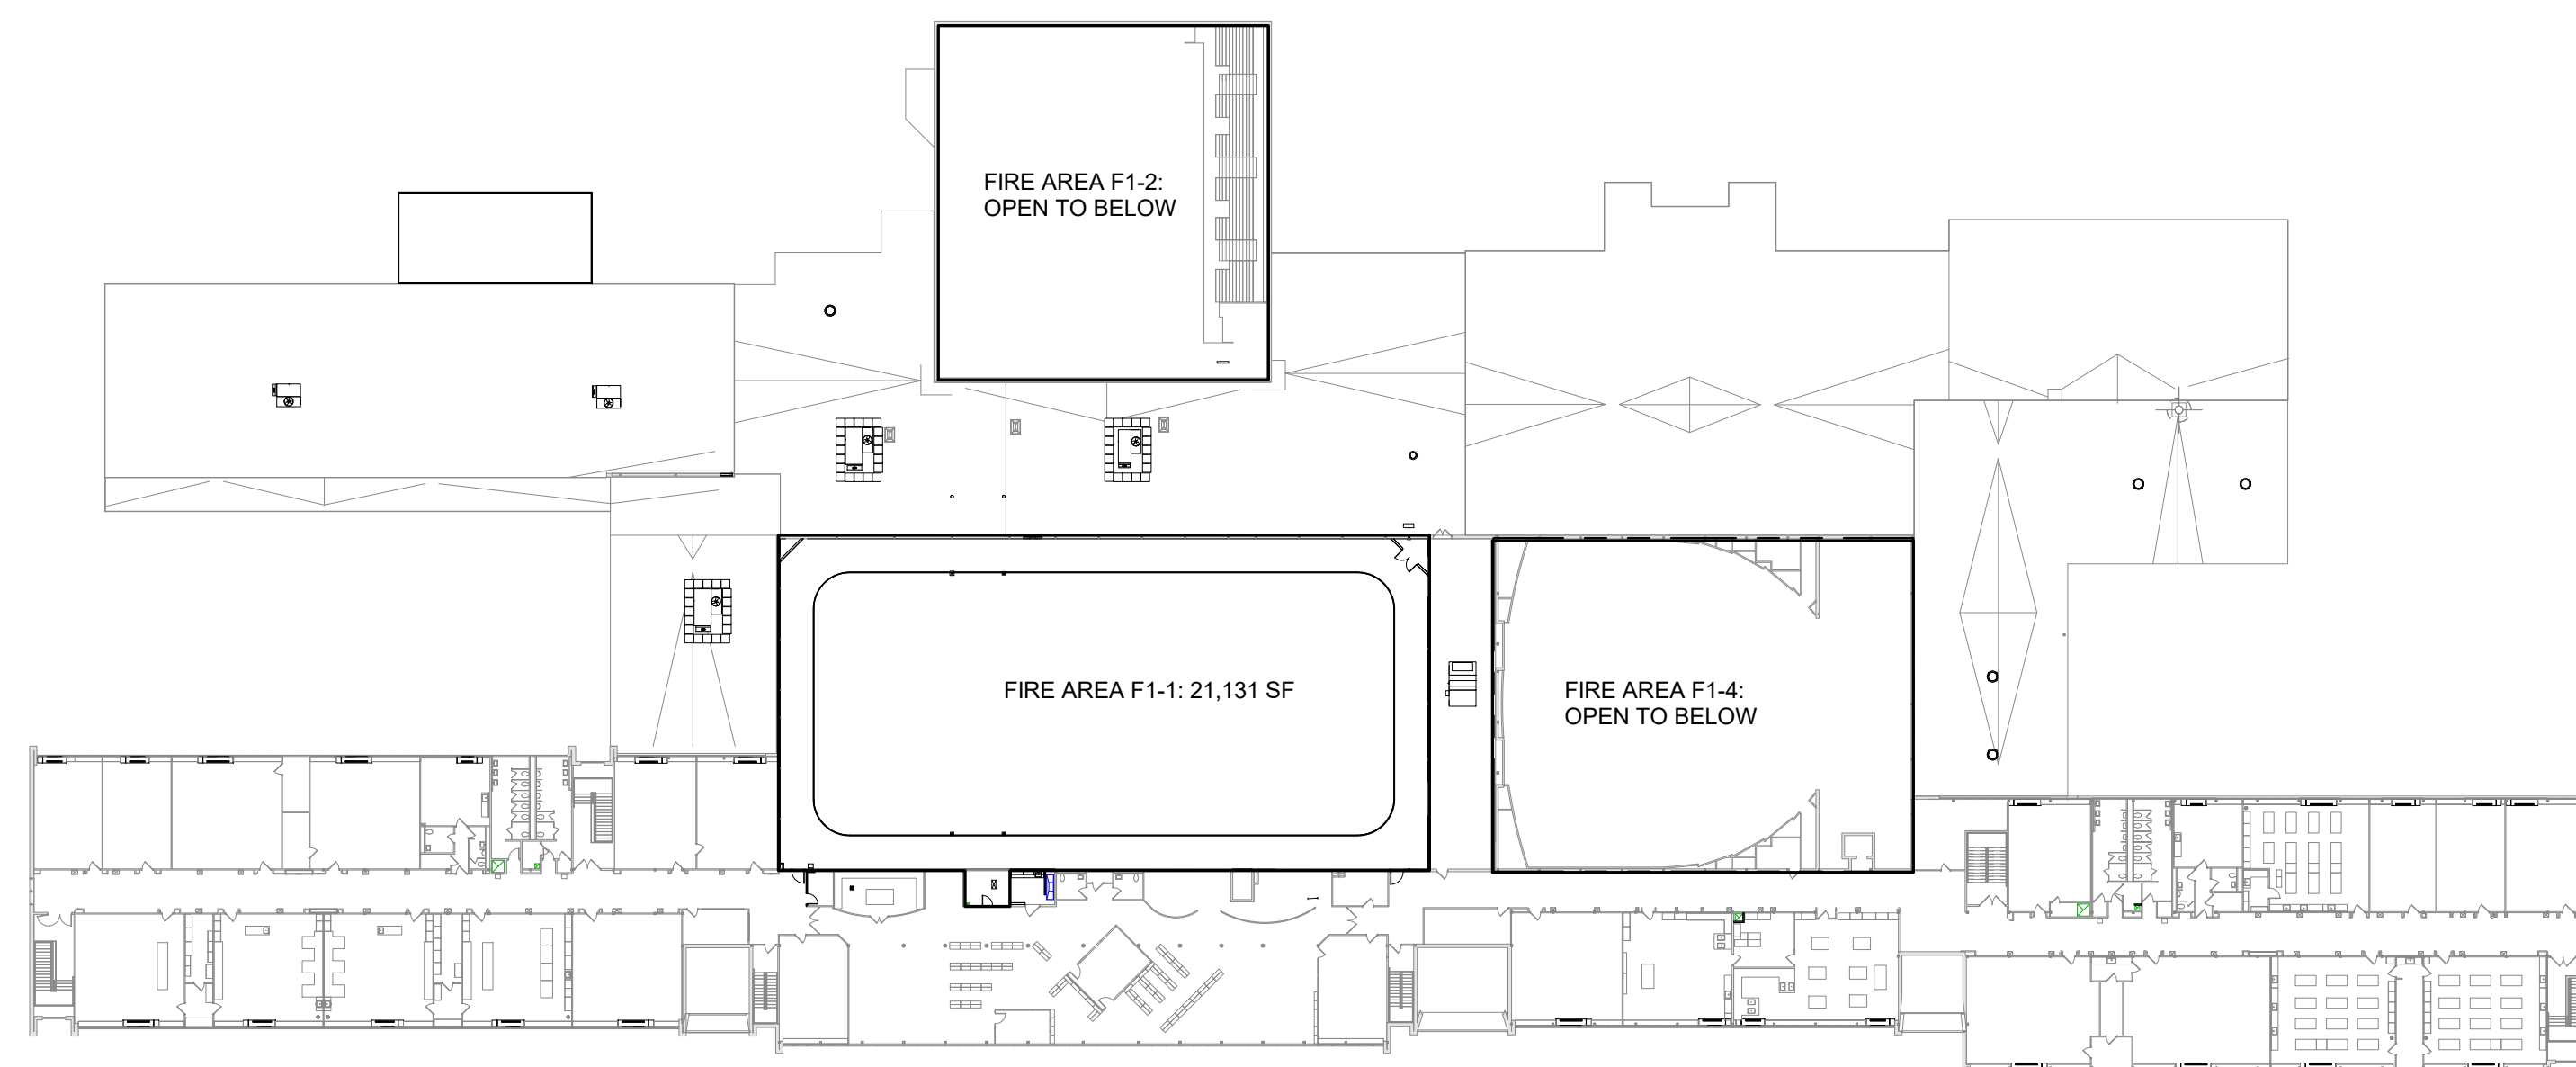 FIRE AREA F1-2:
OPEN TO BELOW
FIRE AREA F1-1: 21,131 SF
FIRE AREA F1-4:
OPEN TO BELOW